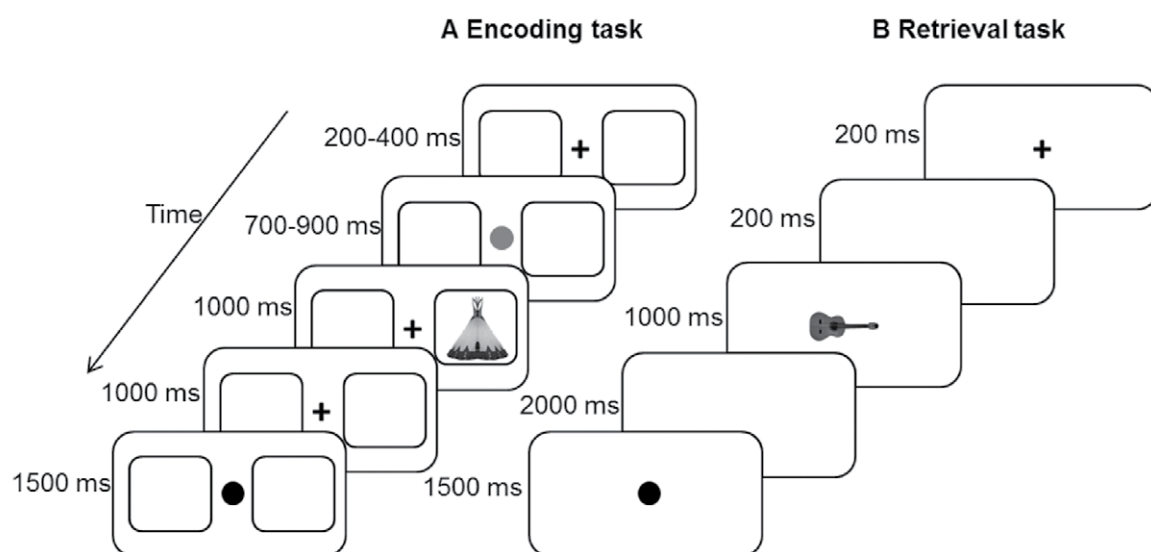 A Encoding task
200-400 ms
700-900 ms
Time
1000 ms
1000 ms
1500 ms
B Retrieval task
200 ms
200 ms
1000 ms
2000 ms
1500 ms